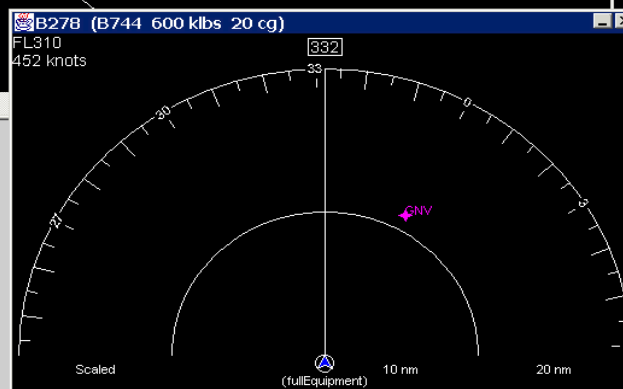 B278 (B744 600 klbs 20 cg)
FL310
452 knots
332
33
30
0
27
3
GNV
Scaled
10 nm
20 nm
(fullEquipment)